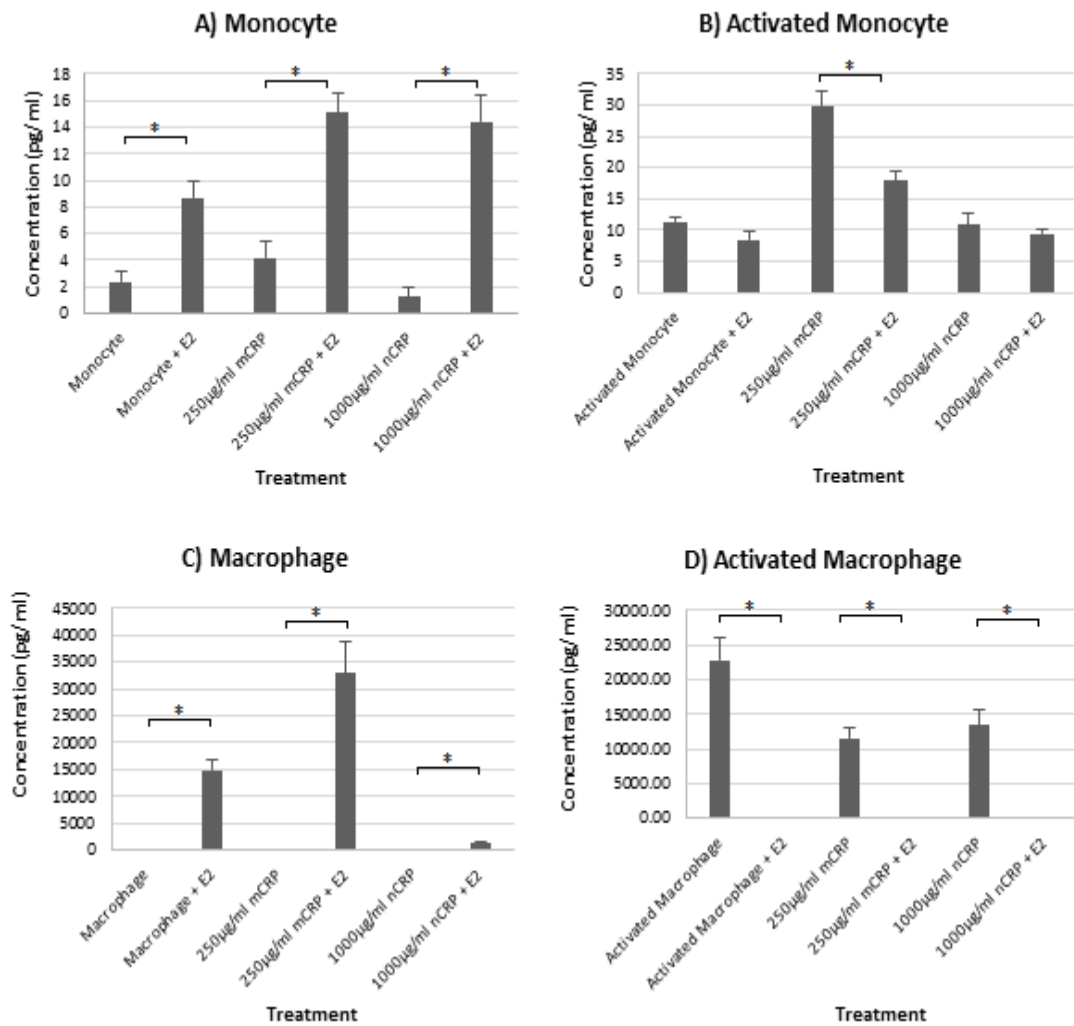 A) Monocyte
Concentration (pg/ml)
18
16
14
12
10
8
6
4
2
0
*
*
*
Monocyte
Monocyte + E2
250µg/ml mCRP
250µg/ml mCRP + E2
1000µg/ml nCRP
1000µg/ml nCRP + E2
Treatment
B) Activated Monocyte
Concentration (pg/ml)
35
30
25
20
15
10
5
0
*
Activated Monocyte
Activated Monocyte + E2
250µg/ml mCRP
250µg/ml mCRP + E2
1000µg/ml nCRP
1000µg/ml nCRP + E2
Treatment
C) Macrophage
Concentration (pg/ml)
45000
40000
35000
30000
25000
20000
15000
10000
5000
0
*
*
*
Macrophage
Macrophage + E2
250µg/ml mCRP
250µg/ml mCRP + E2
1000µg/ml nCRP
1000µg/ml nCRP + E2
Treatment
D) Activated Macrophage
Concentration (pg/ml)
30000.00
25000.00
20000.00
15000.00
10000.00
5000.00
0.00
*
*
*
Activated Macrophage
Activated Macrophage + E2
250µg/ml mCRP
250µg/ml mCRP + E2
1000µg/ml nCRP
1000µg/ml nCRP + E2
Treatment